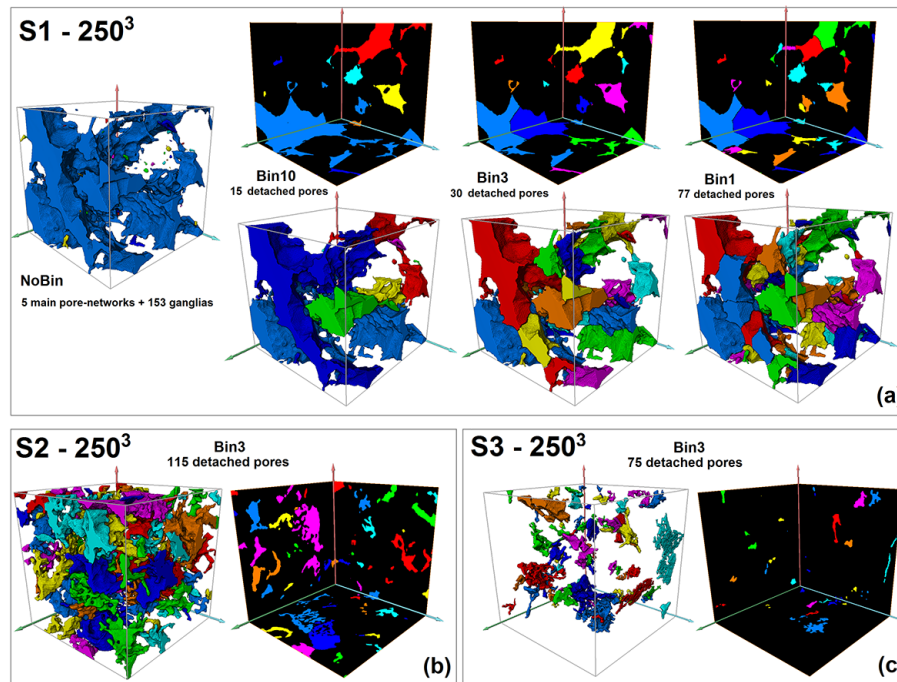 S1 - 250³
NoBin
5 main pore-networks + 153 ganglias
Bin10
15 detached pores
Bin3
30 detached pores
Bin1
77 detached pores
(a)
S2 - 250³
Bin3
115 detached pores
(b)
S3 - 250³
Bin3
75 detached pores
(c)